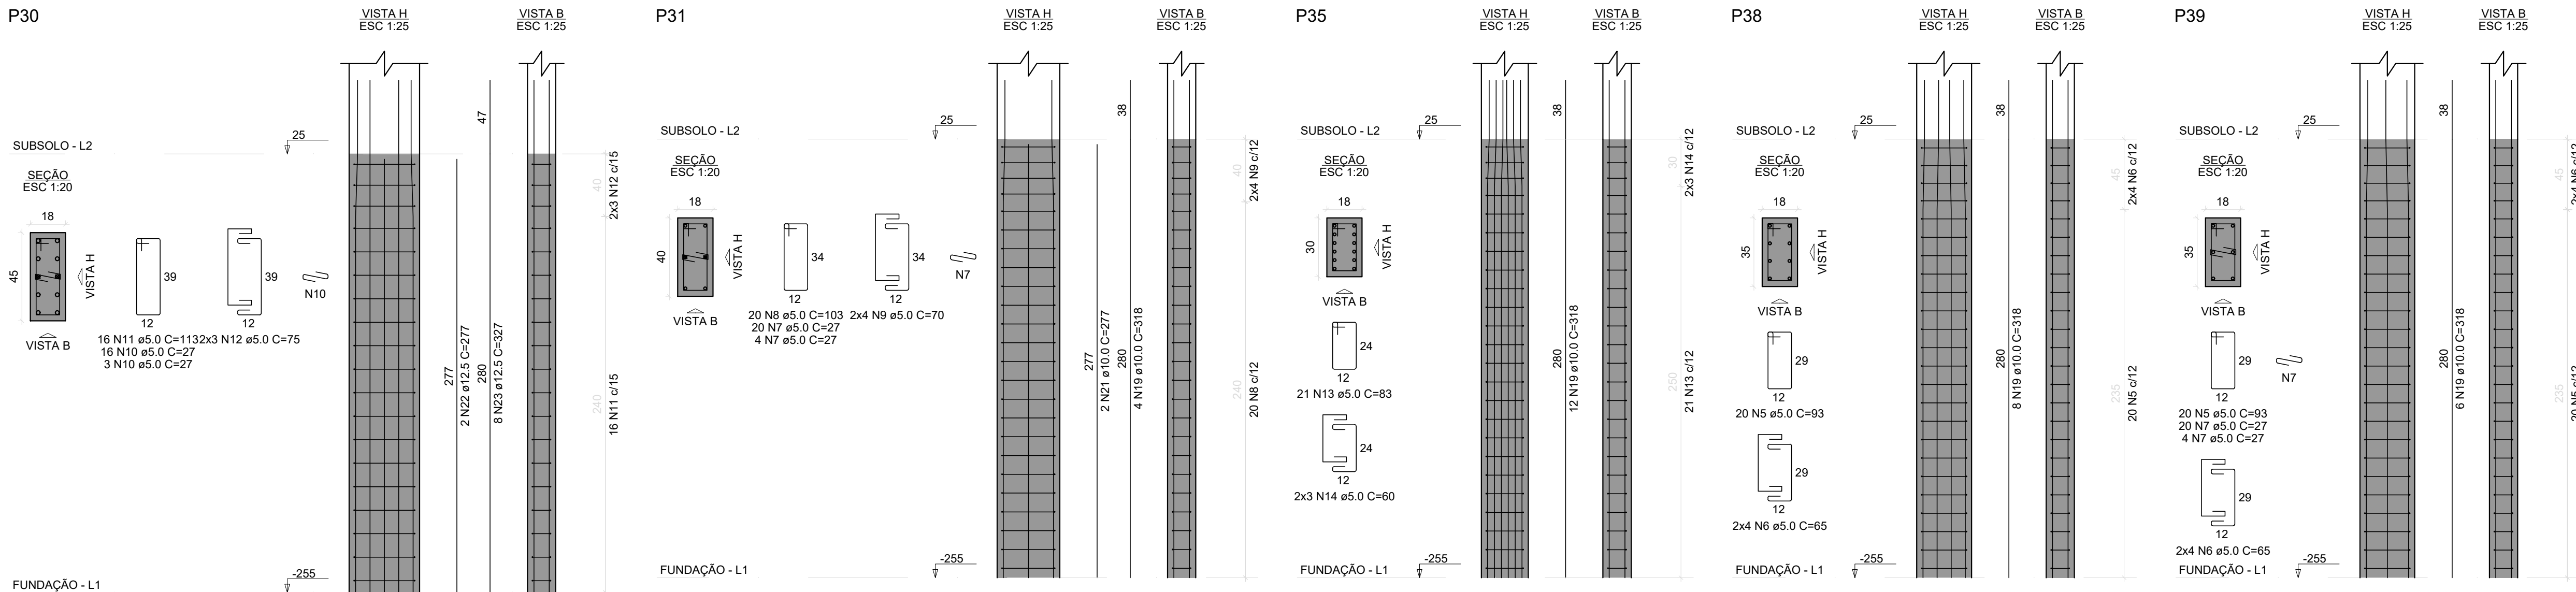 P30
VISTA H
ESC 1:25
VISTA B
ESC 1:25
SUBSOLO - L2
25
47
SEÇÃO
ESC 1:20
18
45
VISTA H
VISTA B
39
12
39
12
N10
16 N11 ø5.0 C=113
2x3 N12 ø5.0 C=75
16 N10 ø5.0 C=27
3 N10 ø5.0 C=27
277
2 N22 ø12.5 C=277
280
8 N23 ø12.5 C=327
40
2x3 N12 c/15
240
16 N11 c/15
FUNDAÇÃO - L1
-255
P31
VISTA H
ESC 1:25
VISTA B
ESC 1:25
SUBSOLO - L2
25
38
SEÇÃO
ESC 1:20
18
40
VISTA H
VISTA B
34
12
34
12
N7
20 N8 ø5.0 C=103
2x4 N9 ø5.0 C=70
20 N7 ø5.0 C=27
4 N7 ø5.0 C=27
277
2 N21 ø10.0 C=277
280
4 N19 ø10.0 C=318
40
2x4 N9 c/12
240
20 N8 c/12
FUNDAÇÃO - L1
-255
P35
VISTA H
ESC 1:25
VISTA B
ESC 1:25
SUBSOLO - L2
25
38
SEÇÃO
ESC 1:20
18
30
VISTA H
VISTA B
24
12
21 N13 ø5.0 C=83
24
12
2x3 N14 ø5.0 C=60
280
12 N19 ø10.0 C=318
30
2x3 N14 c/12
250
21 N13 c/12
FUNDAÇÃO - L1
-255
P38
VISTA H
ESC 1:25
VISTA B
ESC 1:25
SUBSOLO - L2
25
38
SEÇÃO
ESC 1:20
18
35
VISTA H
VISTA B
29
12
20 N5 ø5.0 C=93
29
12
2x4 N6 ø5.0 C=65
280
8 N19 ø10.0 C=318
45
2x4 N6 c/12
235
20 N5 c/12
FUNDAÇÃO - L1
-255
P39
VISTA H
ESC 1:25
VISTA B
ESC 1:25
SUBSOLO - L2
25
38
SEÇÃO
ESC 1:20
18
35
VISTA H
VISTA B
29
12
N7
20 N5 ø5.0 C=93
20 N7 ø5.0 C=27
4 N7 ø5.0 C=27
29
12
2x4 N6 ø5.0 C=65
280
6 N19 ø10.0 C=318
45
2x4 N6 c/12
235
20 N5 c/12
FUNDAÇÃO - L1
-255